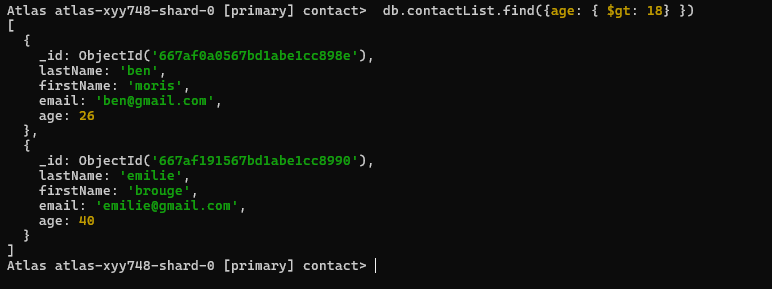 Atlas atlas-xyy748-shard-0 [primary] contact>  db.contactList.find({age: { $gt: 18} })
[
  {
    _id: ObjectId('667af0a0567bd1abe1cc898e'),
    lastName: 'ben',
    firstName: 'moris',
    email: 'ben@gmail.com',
    age: 26
  },
  {
    _id: ObjectId('667af191567bd1abe1cc8990'),
    lastName: 'emilie',
    firstName: 'brouge',
    email: 'emilie@gmail.com',
    age: 40
  }
]
Atlas atlas-xyy748-shard-0 [primary] contact>